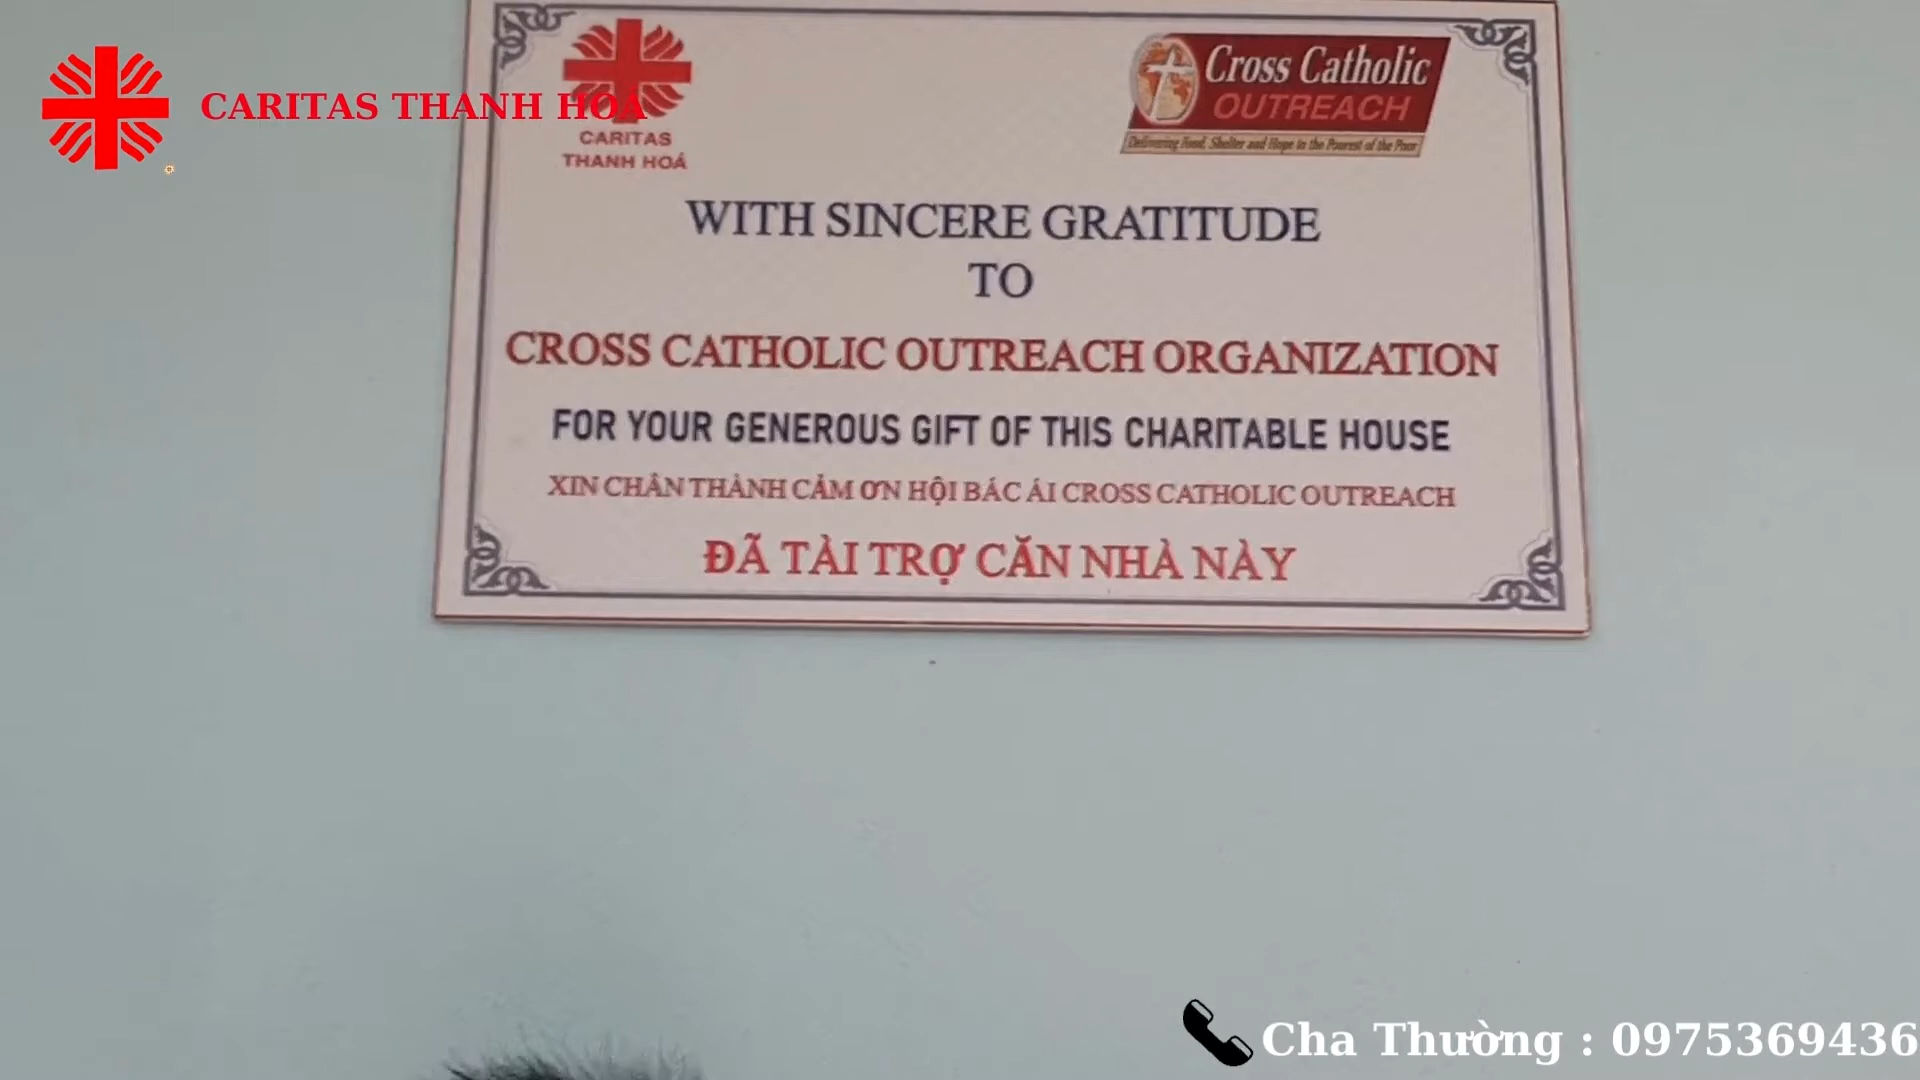 CARITAS THANH HOÁ
CARITAS
THANH HOÁ
Cross Catholic
OUTREACH
Delivering Food, Shelter and Hope to the Poorest of the Poor
WITH SINCERE GRATITUDE
TO
CROSS CATHOLIC OUTREACH ORGANIZATION
FOR YOUR GENEROUS GIFT OF THIS CHARITABLE HOUSE
XIN CHÂN THÀNH CẢM ƠN HỘI BÁC ÁI CROSS CATHOLIC OUTREACH
ĐÃ TÀI TRỢ CĂN NHÀ NÀY
Cha Thường : 0975369436